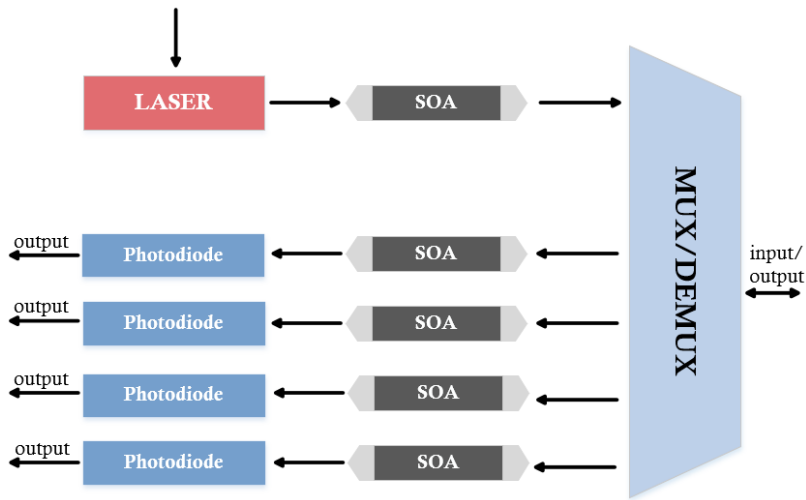 LASER
SOA
MUX/DEMUX
input/
output
output
Photodiode
SOA
output
Photodiode
SOA
output
Photodiode
SOA
output
Photodiode
SOA